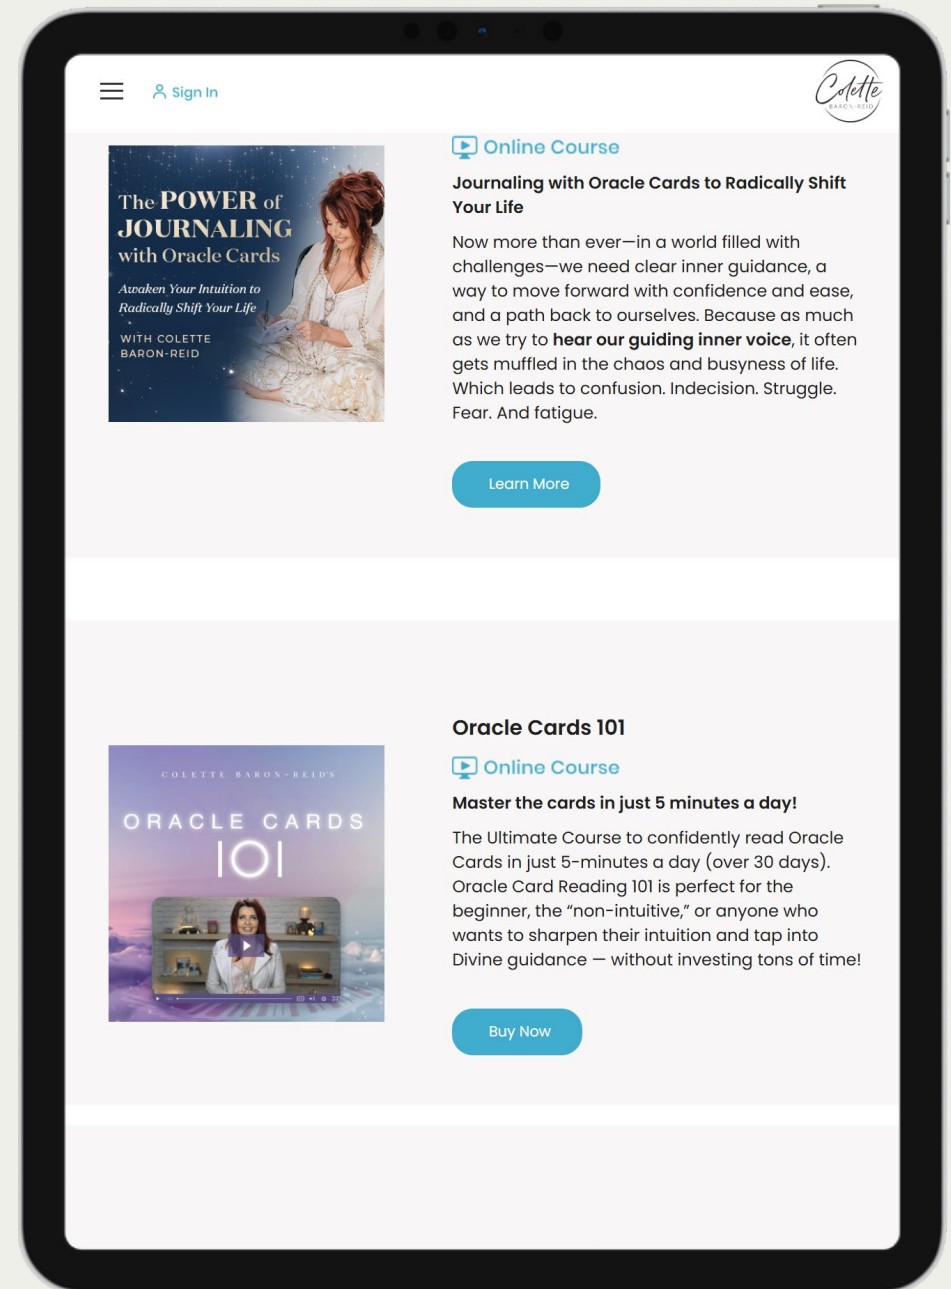 Sign In
Colette
BARON-REID
The POWER of
JOURNALING
with Oracle Cards
Awaken Your Intuition to
Radically Shift Your Life
WITH COLETTE
BARON-REID
Online Course
Journaling with Oracle Cards to Radically Shift
Your Life
Now more than ever—in a world filled with
challenges—we need clear inner guidance, a
way to move forward with confidence and ease,
and a path back to ourselves. Because as much
as we try to hear our guiding inner voice, it often
gets muffled in the chaos and busyness of life.
Which leads to confusion. Indecision. Struggle.
Fear. And fatigue.
Learn More
COLETTE BARON-REID'S
ORACLE CARDS
101
Oracle Cards 101
Online Course
Master the cards in just 5 minutes a day!
The Ultimate Course to confidently read Oracle
Cards in just 5-minutes a day (over 30 days).
Oracle Card Reading 101 is perfect for the
beginner, the “non-intuitive,” or anyone who
wants to sharpen their intuition and tap into
Divine guidance — without investing tons of time!
Buy Now